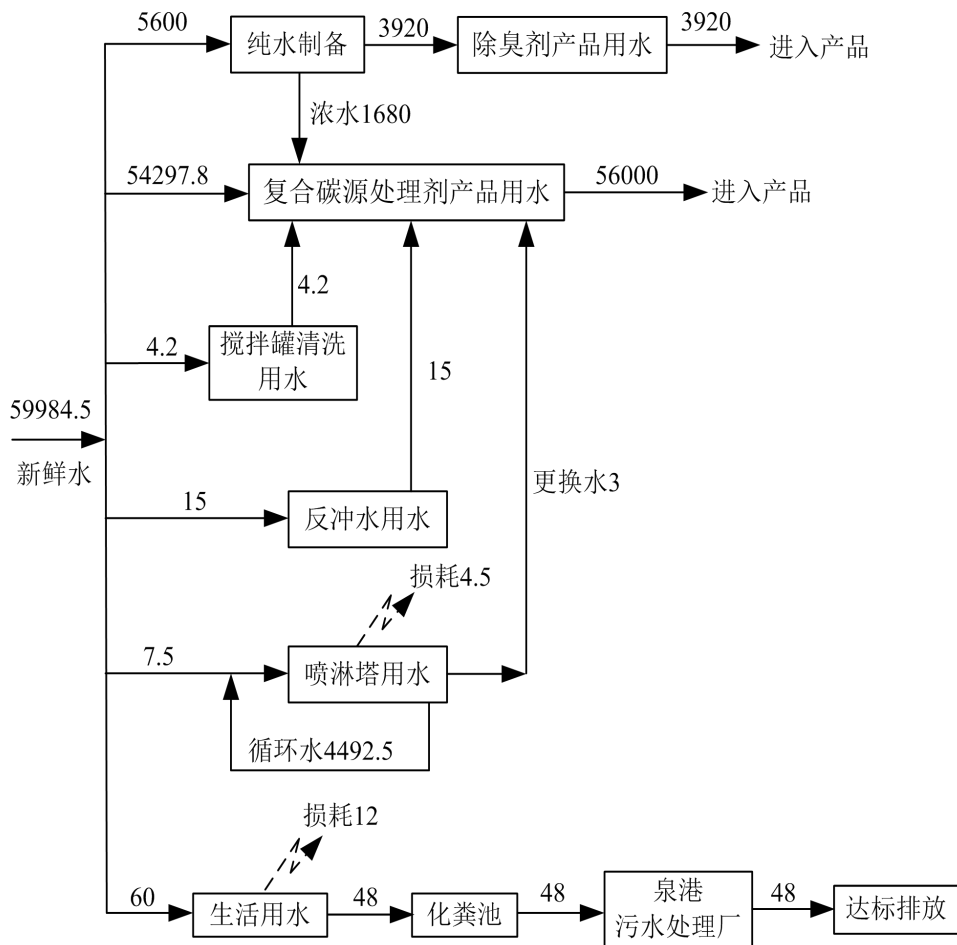 5600
纯水制备
3920
除臭剂产品用水
3920
进入产品
浓水1680
54297.8
复合碳源处理剂产品用水
56000
进入产品
4.2
4.2
搅拌罐清洗
用水
15
59984.5
新鲜水
15
反冲水用水
更换水3
损耗4.5
7.5
喷淋塔用水
循环水4492.5
损耗12
60
生活用水
48
化粪池
48
泉港
污水处理厂
48
达标排放